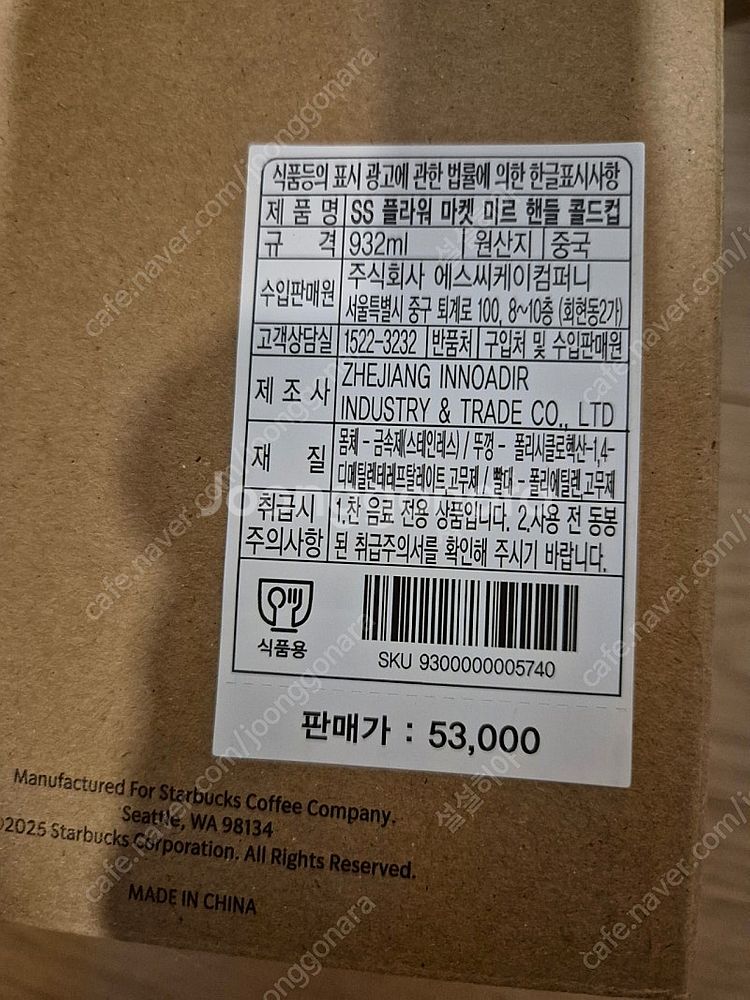 식품등의 표시 광고에 관한 법률에 의한 한글표시사항
제 품 명 SS 플라워 마켓 미르 핸들 콜드컵
규 격 932ml 원산지 중국
수입판매원 주식회사 에스씨케이컴퍼니
서울특별시 중구 퇴계로 100, 8~10층 (회현동2가)
고객상담실 1522-3232 반품처 구입처 및 수입판매원
제 조 사 ZHEJIANG INNOADIR
INDUSTRY & TRADE CO., LTD
재 질 몸체 - 금속제(스테인레스) / 뚜껑 - 폴리시클로헥산-1,4-
디메틸렌테레프탈레이트,고무제 / 빨대 - 폴리에틸렌,고무제
취급시 주의사항 1.찬 음료 전용 상품입니다. 2.사용 전 동봉
된 취급주의서를 확인해 주시기 바랍니다.
식품용
SKU 9300000005740
판매가 : 53,000
Manufactured For Starbucks Coffee Company.
Seattle, WA 98134
©2025 Starbucks Corporation. All Rights Reserved.
MADE IN CHINA
Joonggonara
cafe.naver.com/joonggonara